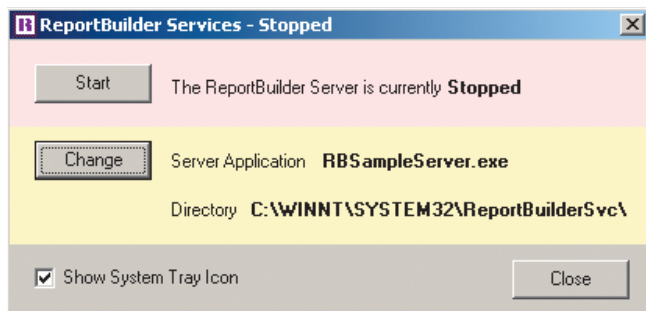 ReportBuilder Services - Stopped
Start The ReportBuilder Server is currently Stopped
Change Server Application RBSampleServer.exe
Directory C:\WINNT\SYSTEM32\ReportBuilderSvc\
Show System Tray Icon Close